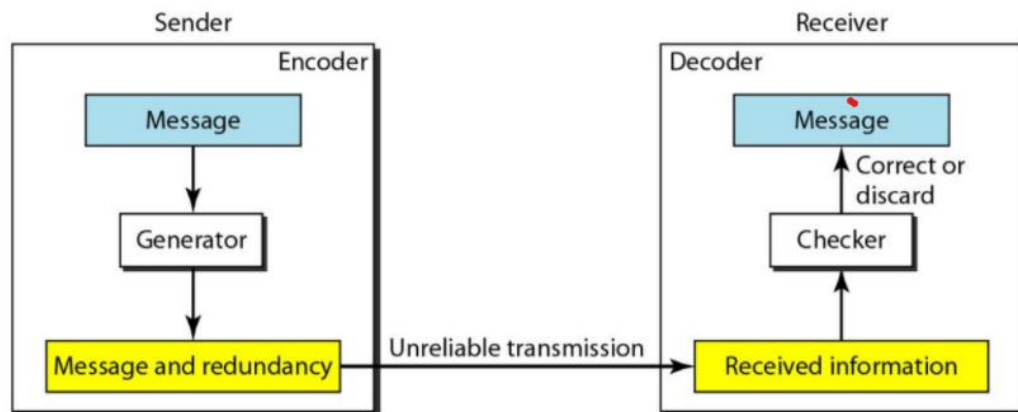 Sender
Receiver
Encoder
Decoder
Message
Message
Correct or
discard
Generator
Checker
Unreliable transmission
Message and redundancy
Received information